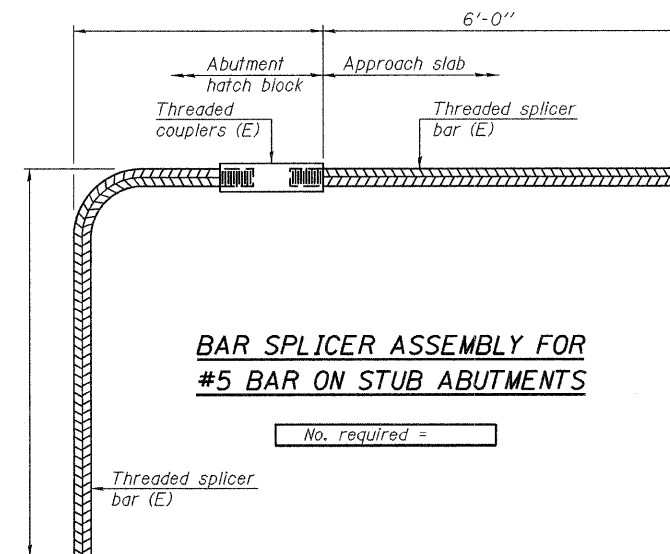 6'-0"
Abutment
hatch block
Approach slab
Threaded
couplers (E)
Threaded splicer
bar (E)
BAR SPLICER ASSEMBLY FOR
#5 BAR ON STUB ABUTMENTS
No. required =
Threaded splicer
bar (E)